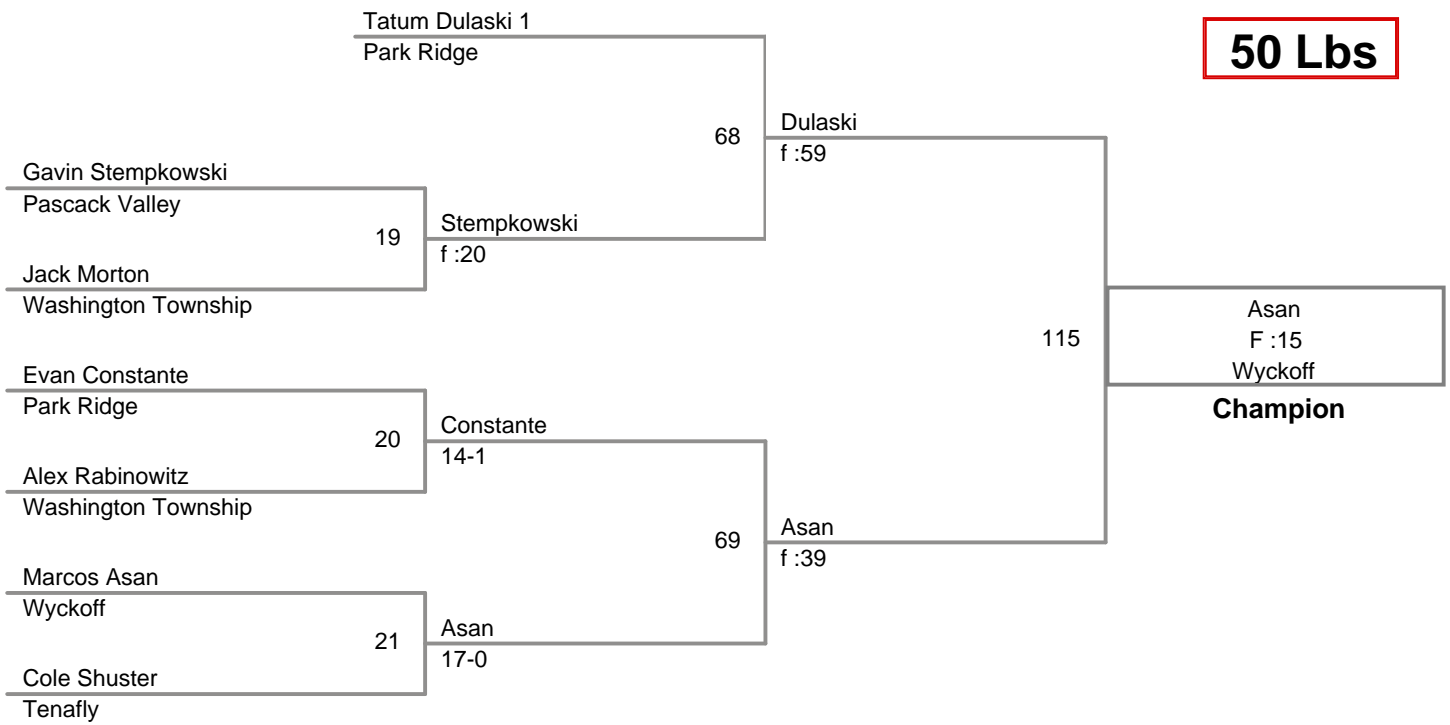 Tatum Dulaski 1
Park Ridge
50 Lbs
68
Dulaski
f :59
Gavin Stempkowski
Pascack Valley
19
Stempkowski
f :20
Jack Morton
Washington Township
115
Asan
F :15
Wyckoff
Champion
Evan Constante
Park Ridge
20
Constante
14-1
Alex Rabinowitz
Washington Township
69
Asan
f :39
Marcos Asan
Wyckoff
21
Asan
17-0
Cole Shuster
Tenafly